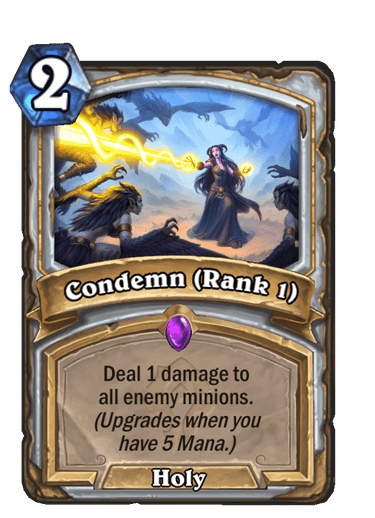 2
Condemn (Rank 1)
Deal 1 damage to
all enemy minions.
(Upgrades when you
have 5 Mana.)
Holy